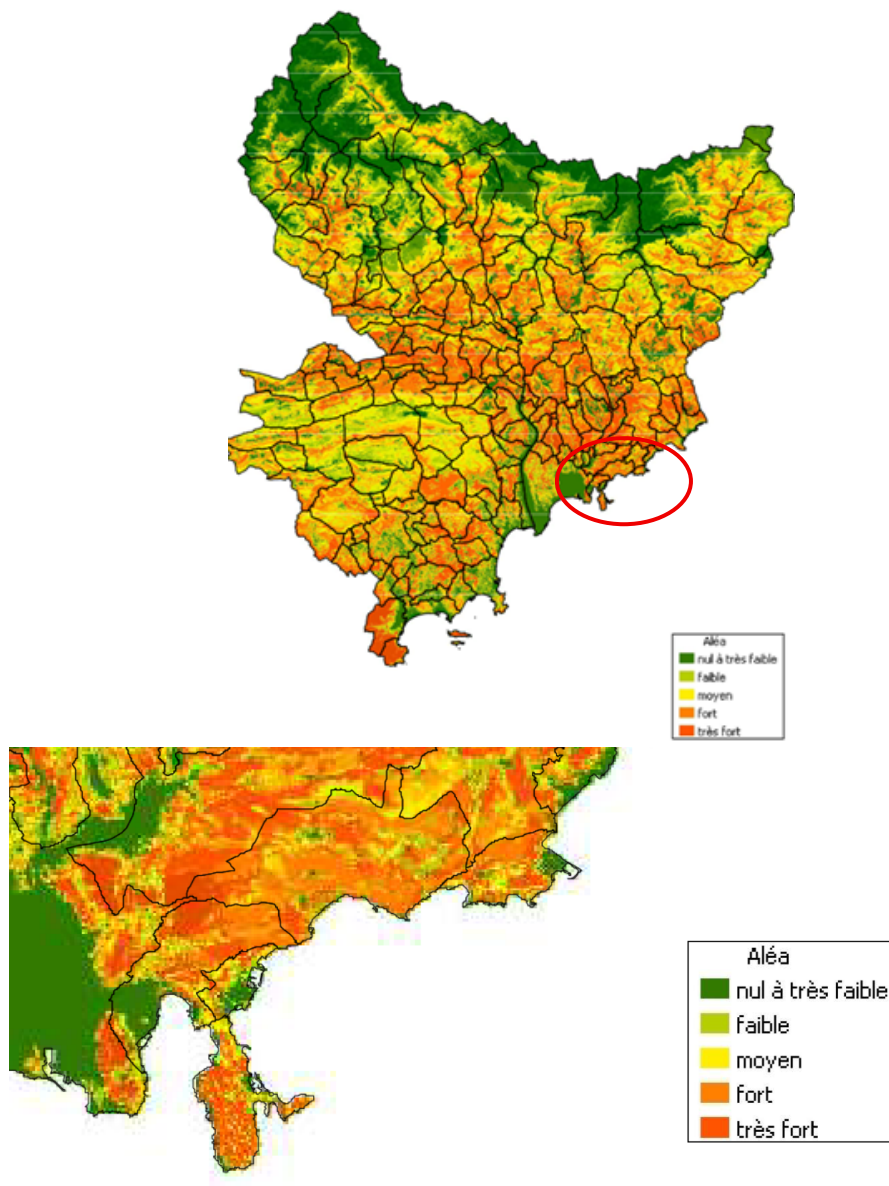 Aléa
nul à très faible
faible
moyen
fort
très fort
Aléa
nul à très faible
faible
moyen
fort
très fort